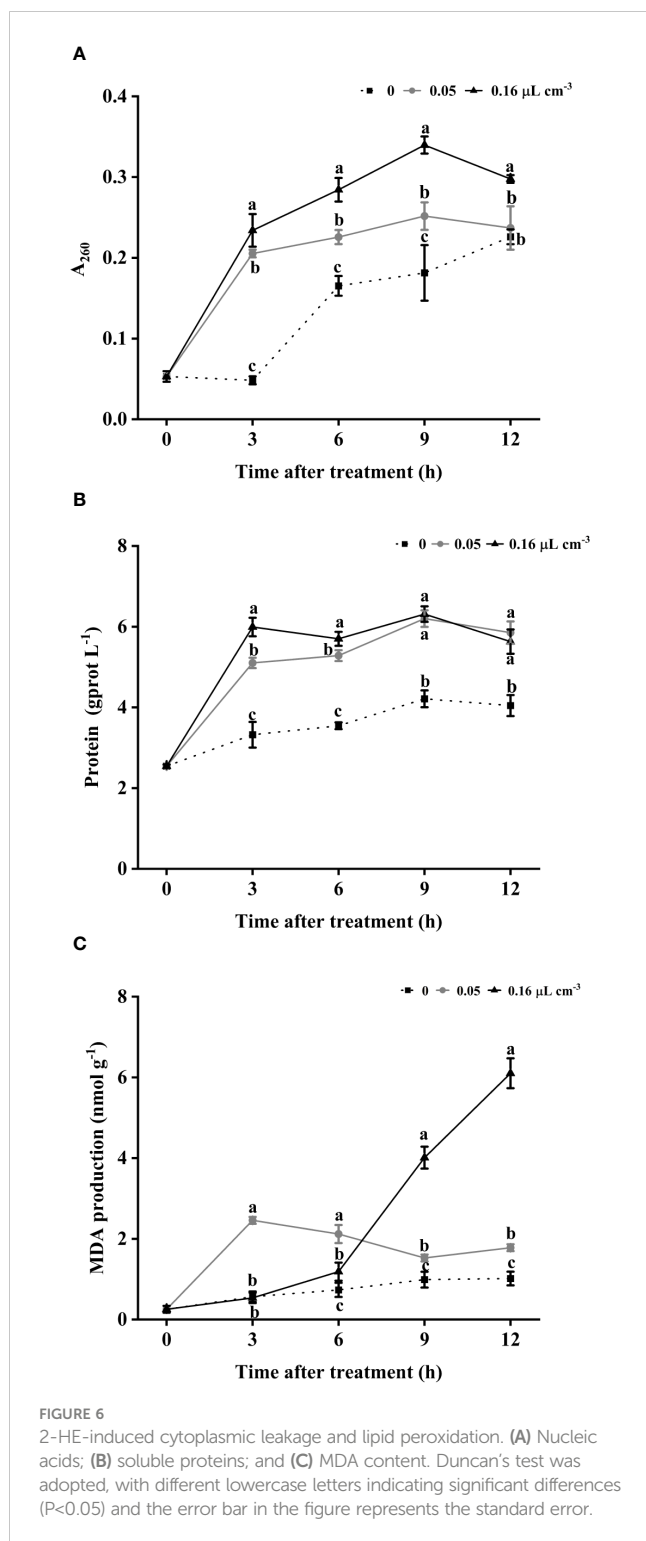 A
0 0.05 0.16 μL cm⁻³
0.4
0.3
0.2
0.1
0.0
A₂₆₀
a a a a
b b b b
c c c
0 3 6 9 12
Time after treatment (h)
B
0 0.05 0.16 μL cm⁻³
8
6
4
2
0
Protein (gprot L⁻¹)
a a a a
b b a a
c c b b
0 3 6 9 12
Time after treatment (h)
C
0 0.05 0.16 μL cm⁻³
8
6
4
2
0
MDA production (nmol g⁻¹)
a a a a
b b b b
b c c c
0 3 6 9 12
Time after treatment (h)
FIGURE 6
2-HE-induced cytoplasmic leakage and lipid peroxidation. (A) Nucleic
acids; (B) soluble proteins; and (C) MDA content. Duncan's test was
adopted, with different lowercase letters indicating significant differences
(P<0.05) and the error bar in the figure represents the standard error.